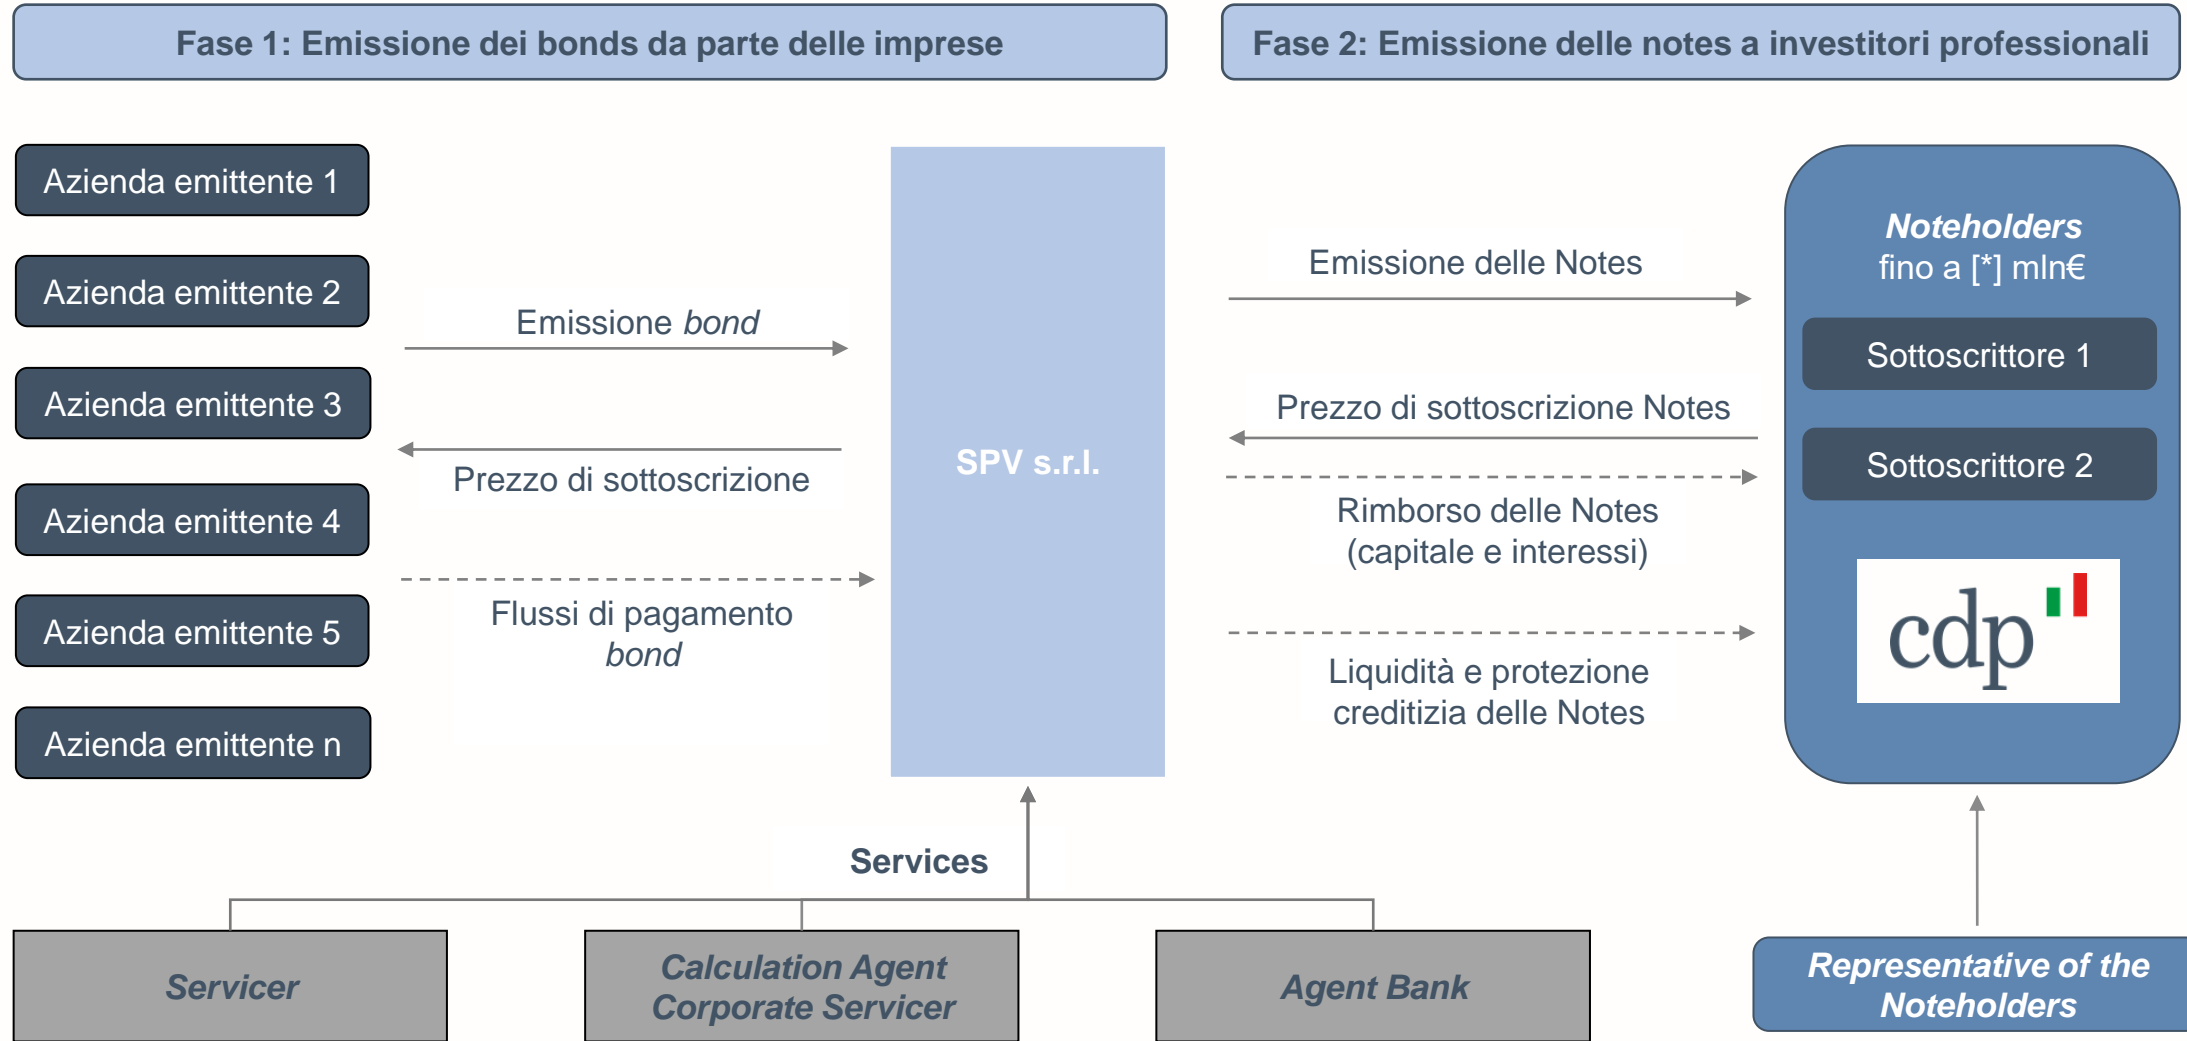 Fase 1: Emissione dei bonds da parte delle imprese
Fase 2: Emissione delle notes a investitori professionali
Azienda emittente 1
Azienda emittente 2
Azienda emittente 3
Azienda emittente 4
Azienda emittente 5
Azienda emittente n
Emissione bond
Prezzo di sottoscrizione
Flussi di pagamento
bond
SPV s.r.l.
Emissione delle Notes
Prezzo di sottoscrizione Notes
Rimborso delle Notes
(capitale e interessi)
Liquidità e protezione
creditizia delle Notes
Noteholders
fino a [*] mln€
Sottoscrittore 1
Sottoscrittore 2
cdp
Services
Servicer
Calculation Agent
Corporate Servicer
Agent Bank
Representative of the
Noteholders